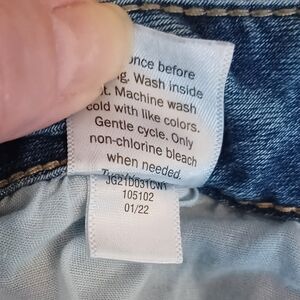 once before
g. Wash inside
t. Machine wash
cold with like colors.
Gentle cycle. Only
non-chlorine bleach
when needed.
105102
01/22